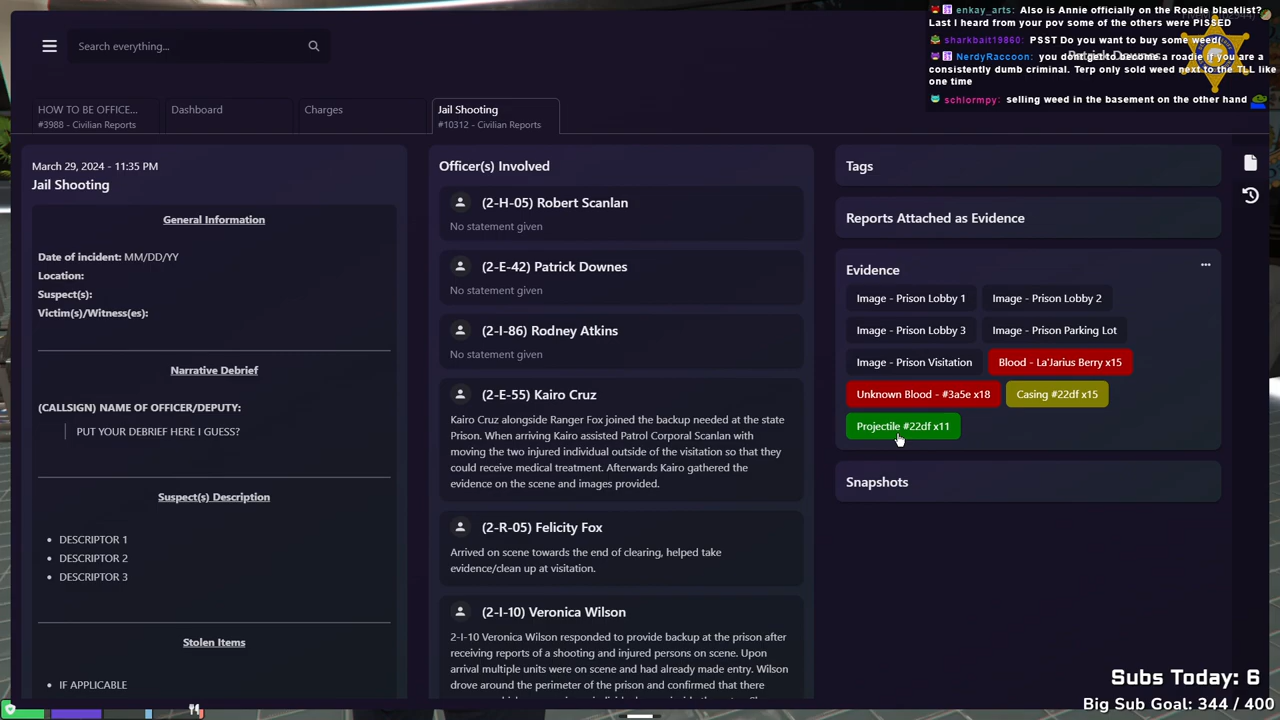 enkay_arts: Also is Annie officially on the Roadie blacklist?
Last I heard from your pov some of the others were PISSED
sharkbait19860: PSST Do you want to buy some weed(
NerdyRaccoon: you dont get to become a roadie if you are a
consistently dumb criminal. Terp only sold weed next to the TLL like
one time
schlormpy: selling weed in the basement on the other hand
Patrick Downes
Search everything...
HOW TO BE OFFICE...
#3988 - Civilian Reports
Dashboard
Charges
Jail Shooting
#10312 - Civilian Reports
March 29, 2024 - 11:35 PM
Jail Shooting
General Information
Date of incident: MM/DD/YY
Location:
Suspect(s):
Victim(s)/Witness(es):
Narrative Debrief
(CALLSIGN) NAME OF OFFICER/DEPUTY:
PUT YOUR DEBRIEF HERE I GUESS?
Suspect(s) Description
DESCRIPTOR 1
DESCRIPTOR 2
DESCRIPTOR 3
Stolen Items
IF APPLICABLE
Officer(s) Involved
(2-H-05) Robert Scanlan
No statement given
(2-E-42) Patrick Downes
No statement given
(2-I-86) Rodney Atkins
No statement given
(2-E-55) Kairo Cruz
Kairo Cruz alongside Ranger Fox joined the backup needed at the state
Prison. When arriving Kairo assisted Patrol Corporal Scanlan with
moving the two injured individual outside of the visitation so that they
could receive medical treatment. Afterwards Kairo gathered the
evidence on the scene and images provided.
(2-R-05) Felicity Fox
Arrived on scene towards the end of clearing, helped take
evidence/clean up at visitation.
(2-I-10) Veronica Wilson
2-I-10 Veronica Wilson responded to provide backup at the prison after
receiving reports of a shooting and injured persons on scene. Upon
arrival multiple units were on scene and had already made entry. Wilson
drove around the perimeter of the prison and confirmed that there
Tags
Reports Attached as Evidence
Evidence
Image - Prison Lobby 1
Image - Prison Lobby 2
Image - Prison Lobby 3
Image - Prison Parking Lot
Image - Prison Visitation
Blood - La'Jarius Berry x15
Unknown Blood - #3a5e x18
Casing #22df x15
Projectile #22df x11
Snapshots
Subs Today: 6
Big Sub Goal: 344 / 400